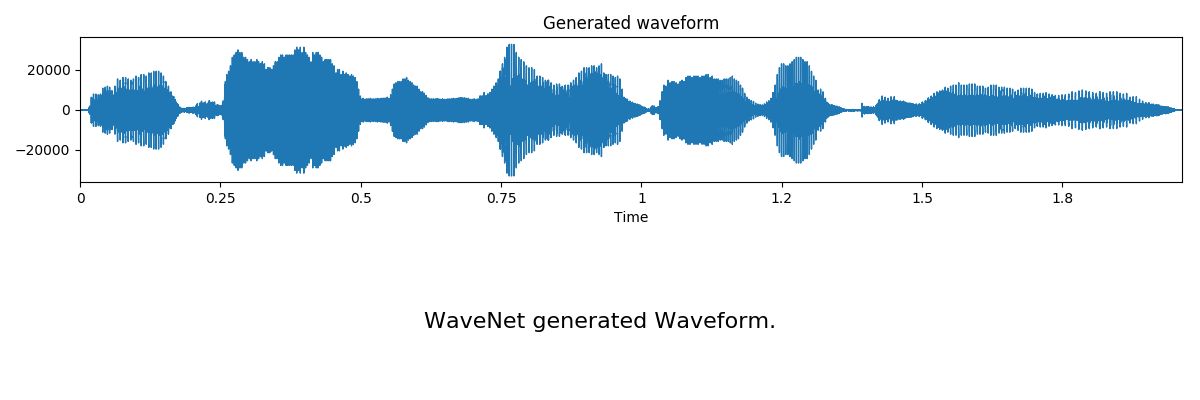 Generated waveform
20000
0
−20000
0 0.25 0.5 0.75 1 1.2 1.5 1.8
Time
WaveNet generated Waveform.